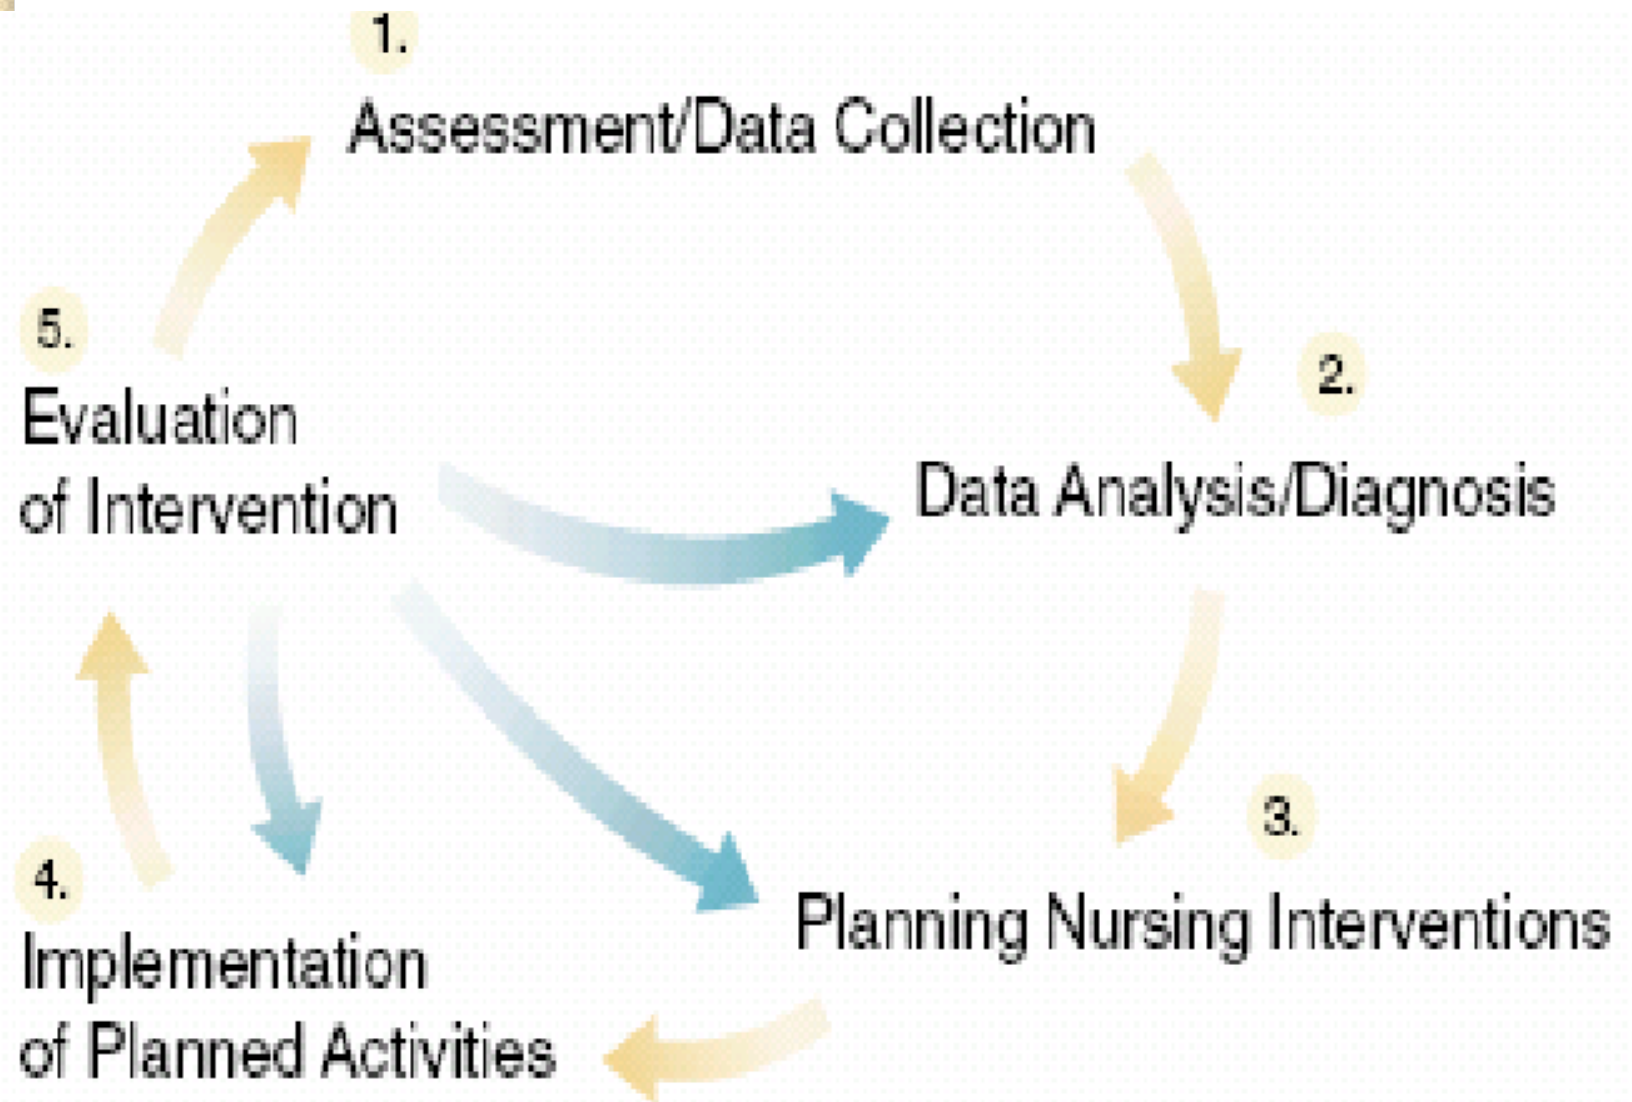 1.
Assessment/Data Collection
2.
Data Analysis/Diagnosis
3.
Planning Nursing Interventions
4.
Implementation
of Planned Activities
5.
Evaluation
of Intervention